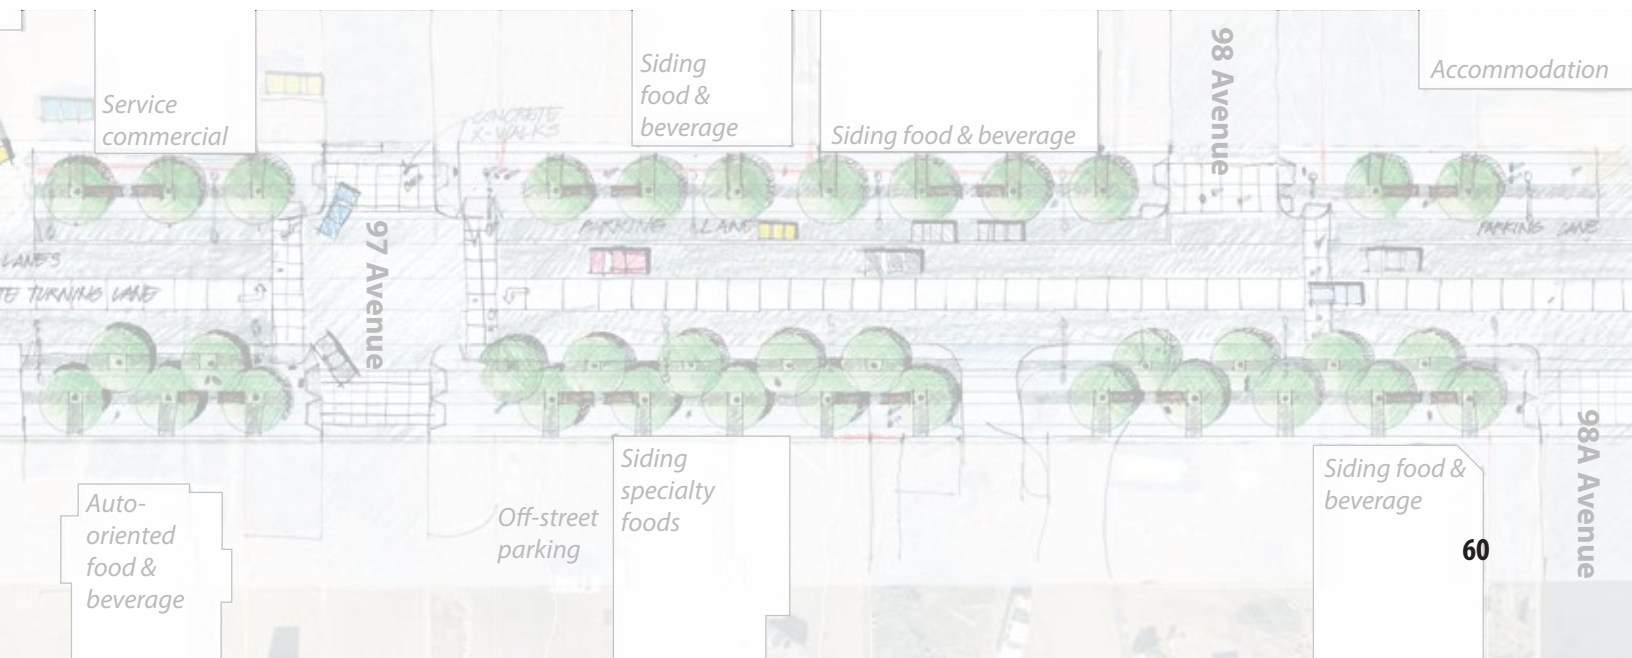 98 Avenue
Siding
food &
beverage
Accommodation
Service
commercial
CONCRETE
X-WALKS
Siding food & beverage
PARKING LANE
PARKING LANE
97 Avenue
LANES
TURNING LANE
98A Avenue
Siding
specialty
foods
Siding food &
beverage
Auto-
oriented
food &
beverage
Off-street
parking
60